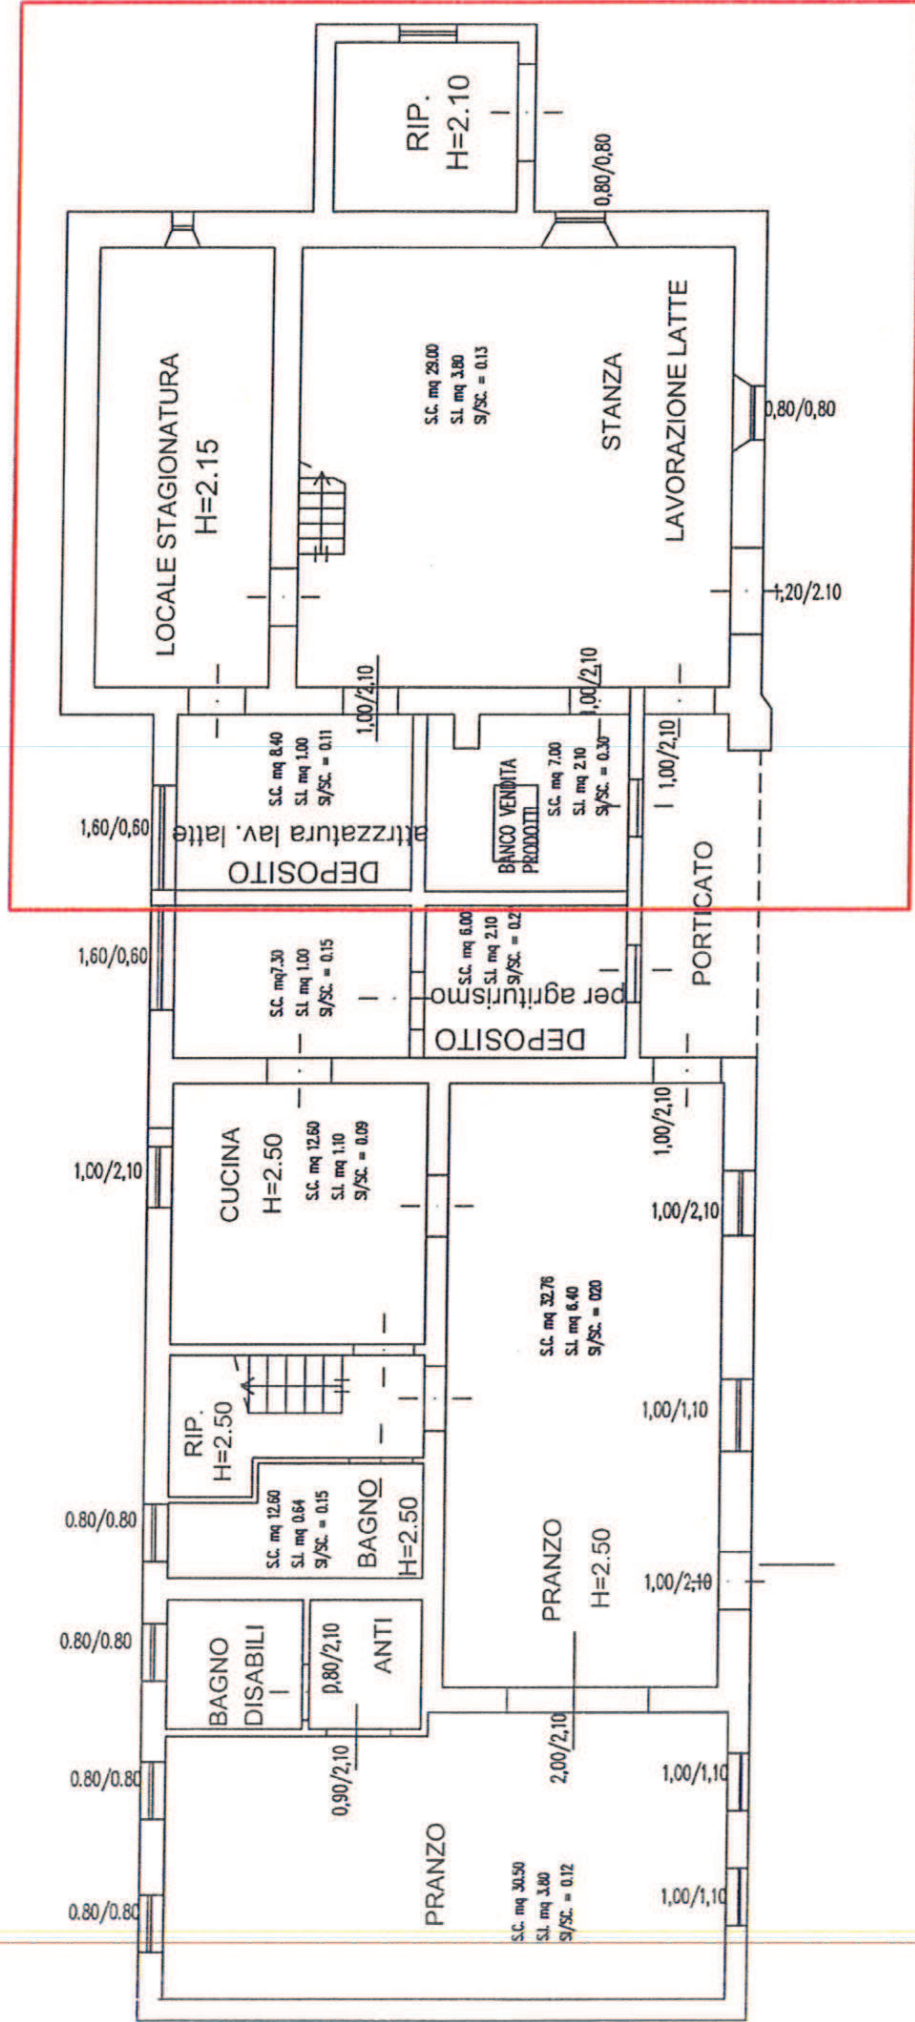 RIP.
H=2.10
0,80/0,80
LOCALE STAGIONATURA
H=2.15
S.C. mq 29.00
S.I. mq 3.80
SI/SC. = 0.13
STANZA
LAVORAZIONE LATTE
0,80/0,80
1,20/2.10
1,00/2,10
1,00/2,10
1,00/2,10
1,60/0,60
S.C. mq 8.40
S.I. mq 1.00
SI/SC. = 0.11
attrzzatura lav. latte
DEPOSITO
BANCO VENDITA
PRODOTTI
S.C. mq 7.00
S.I. mq 2.10
SI/SC. = 0.30
1,60/0,60
S.C. mq7.30
S.I. mq 1.00
SI/SC. = 0.15
S.C. mq 6.00
S.I. mq 2.10
SI/SC. = 0.2
per agriturismo
DEPOSITO
PORTICATO
1,00/2,10
CUCINA
H=2.50
S.C. mq 12.60
S.I. mq 1.10
SI/SC. = 0.09
1,00/2,10
1,00/2,10
S.C. mq 32.76
S.I. mq 6.40
SI/SC. = 020
RIP.
H=2.50
1,00/1,10
0.80/0.80
S.C. mq 12.60
S.I. mq 0.64
SI/SC. = 0.15
BAGNO
H=2.50
PRANZO
H=2.50
1,00/2,10
0.80/0.80
BAGNO
DISABILI
0,80/2,10
ANTI
0.80/0.80
0,90/2,10
2,00/2,10
1,00/1,10
PRANZO
0.80/0.80
S.C. mq 30.50
S.I. mq 3.80
SI/SC. = 0.12
1,00/1,10